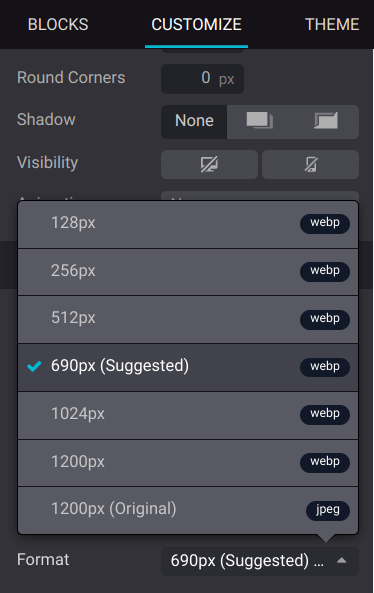 BLOCKS CUSTOMIZE THEME
Round Corners 0 px
Shadow None
Visibility
128px webp
256px webp
512px webp
690px (Suggested) webp
1024px webp
1200px webp
1200px (Original) jpeg
Format 690px (Suggested) ...